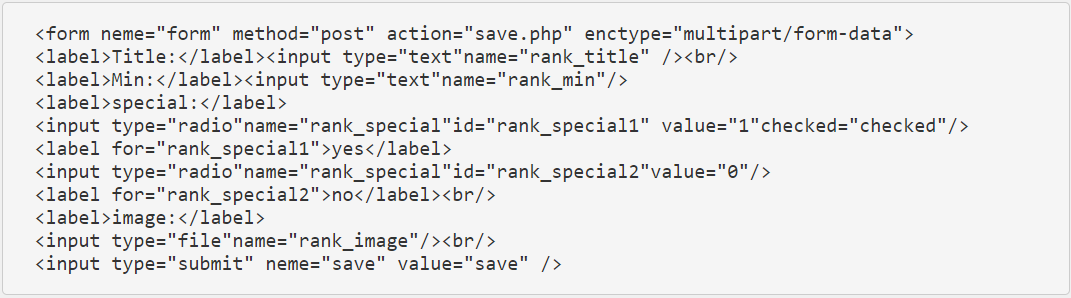 <form neme="form" method="post" action="save.php" enctype="multipart/form-data">
<label>Title:</label><input type="text"name="rank_title" /><br/>
<label>Min:</label><input type="text"name="rank_min"/>
<label>special:</label>
<input type="radio"name="rank_special"id="rank_special1" value="1"checked="checked"/>
<label for="rank_special1">yes</label>
<input type="radio"name="rank_special"id="rank_special2"value="0"/>
<label for="rank_special2">no</label><br/>
<label>image:</label>
<input type="file"name="rank_image"/><br/>
<input type="submit" neme="save" value="save" />